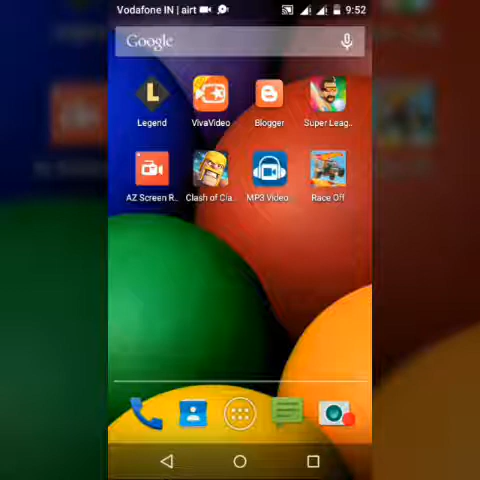 Vodafone IN | airt 9:52
Google
L
Legend VivaVideo Blogger Super Leag..
AZ Screen R.. Clash of Cla.. MP3 Video Race Off